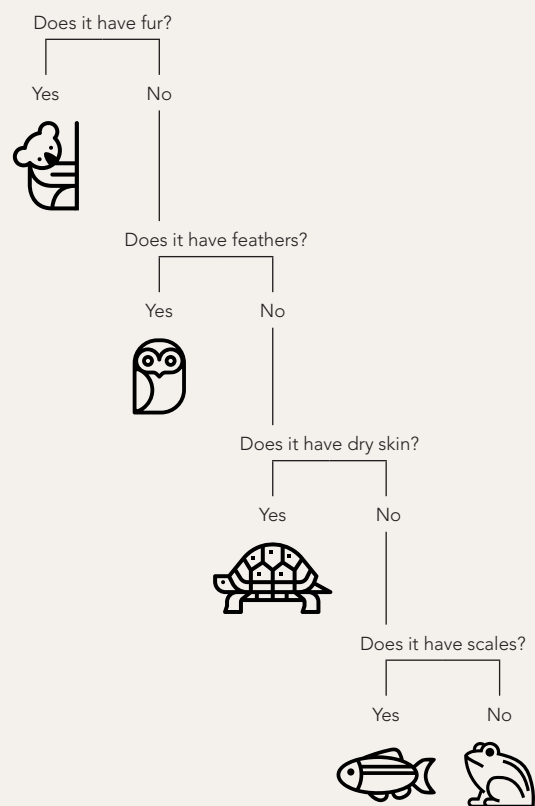 Does it have fur?
Yes No
Does it have feathers?
Yes No
Does it have dry skin?
Yes No
Does it have scales?
Yes No